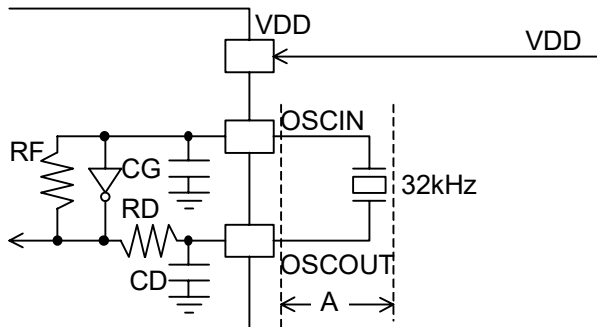 VDD
VDD
OSCIN
RF
CG
32kHz
RD
OSCOUT
CD
A